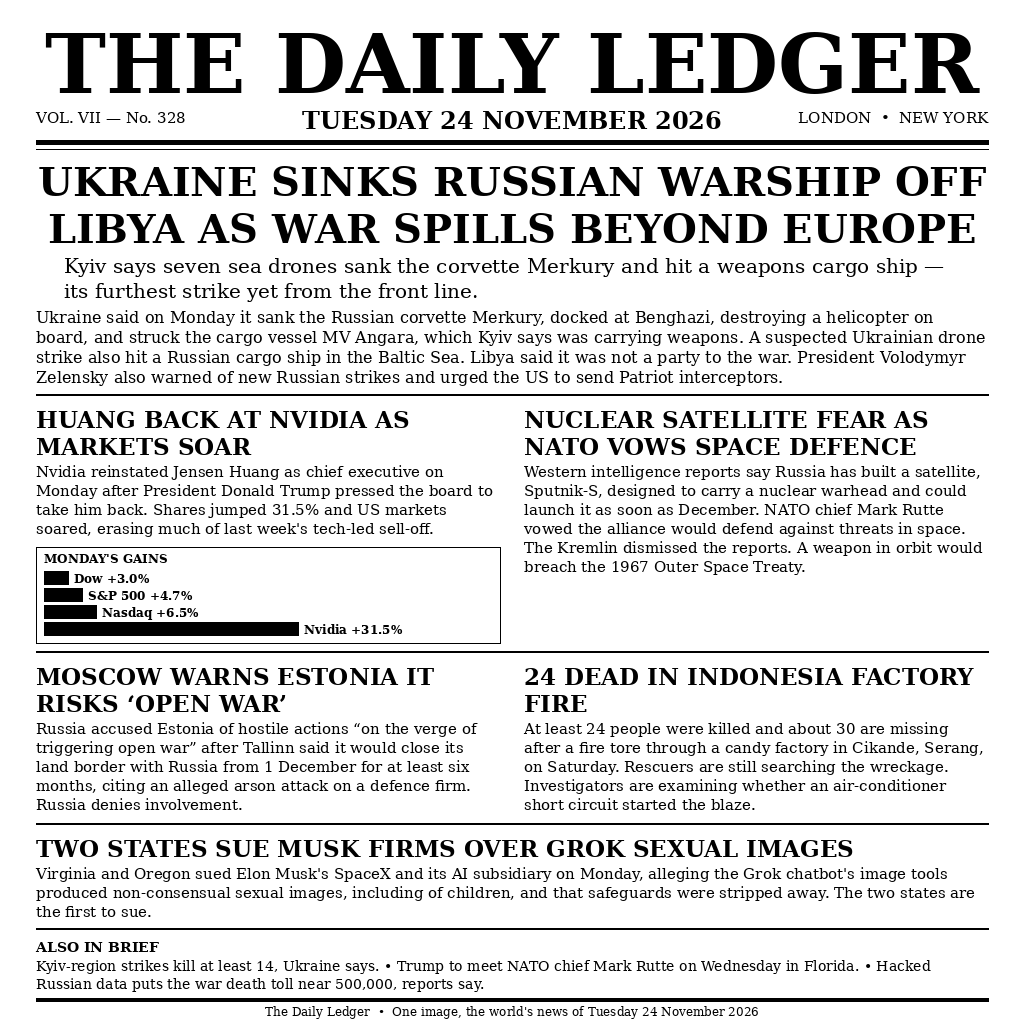 THE DAILY LEDGER
VOL. VII — No. 328
TUESDAY 24 NOVEMBER 2026
LONDON • NEW YORK
UKRAINE SINKS RUSSIAN WARSHIP OFF
LIBYA AS WAR SPILLS BEYOND EUROPE
Kyiv says seven sea drones sank the corvette Merkury and hit a weapons cargo ship —
its furthest strike yet from the front line.
Ukraine said on Monday it sank the Russian corvette Merkury, docked at Benghazi, destroying a helicopter on
board, and struck the cargo vessel MV Angara, which Kyiv says was carrying weapons. A suspected Ukrainian drone
strike also hit a Russian cargo ship in the Baltic Sea. Libya said it was not a party to the war. President Volodymyr
Zelensky also warned of new Russian strikes and urged the US to send Patriot interceptors.
HUANG BACK AT NVIDIA AS
MARKETS SOAR
Nvidia reinstated Jensen Huang as chief executive on
Monday after President Donald Trump pressed the board to
take him back. Shares jumped 31.5% and US markets
soared, erasing much of last week's tech-led sell-off.
MONDAY'S GAINS
Dow +3.0%
S&P 500 +4.7%
Nasdaq +6.5%
Nvidia +31.5%
NUCLEAR SATELLITE FEAR AS
NATO VOWS SPACE DEFENCE
Western intelligence reports say Russia has built a satellite,
Sputnik-S, designed to carry a nuclear warhead and could
launch it as soon as December. NATO chief Mark Rutte
vowed the alliance would defend against threats in space.
The Kremlin dismissed the reports. A weapon in orbit would
breach the 1967 Outer Space Treaty.
MOSCOW WARNS ESTONIA IT
RISKS ‘OPEN WAR’
Russia accused Estonia of hostile actions “on the verge of
triggering open war” after Tallinn said it would close its
land border with Russia from 1 December for at least six
months, citing an alleged arson attack on a defence firm.
Russia denies involvement.
24 DEAD IN INDONESIA FACTORY
FIRE
At least 24 people were killed and about 30 are missing
after a fire tore through a candy factory in Cikande, Serang,
on Saturday. Rescuers are still searching the wreckage.
Investigators are examining whether an air-conditioner
short circuit started the blaze.
TWO STATES SUE MUSK FIRMS OVER GROK SEXUAL IMAGES
Virginia and Oregon sued Elon Musk's SpaceX and its AI subsidiary on Monday, alleging the Grok chatbot's image tools
produced non-consensual sexual images, including of children, and that safeguards were stripped away. The two states are
the first to sue.
ALSO IN BRIEF
Kyiv-region strikes kill at least 14, Ukraine says. • Trump to meet NATO chief Mark Rutte on Wednesday in Florida. • Hacked
Russian data puts the war death toll near 500,000, reports say.
The Daily Ledger • One image, the world's news of Tuesday 24 November 2026